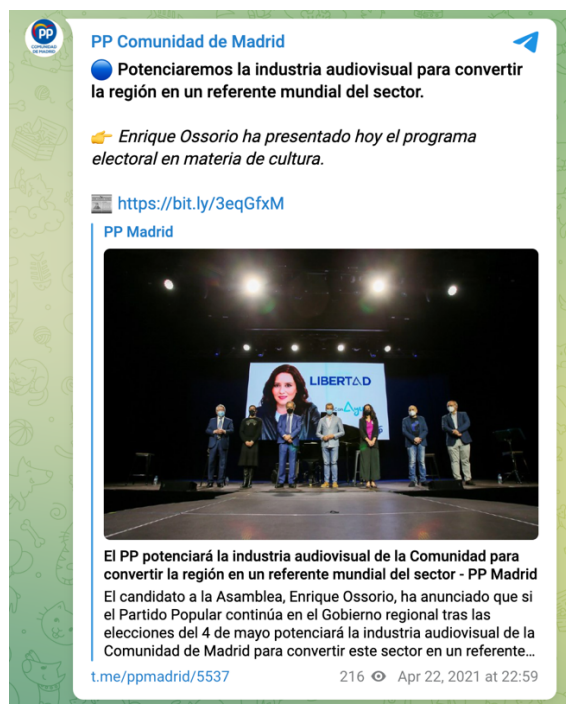 PP
COMUNIDAD
DE MADRID
PP Comunidad de Madrid
🔵 Potenciaremos la industria audiovisual para convertir
la región en un referente mundial del sector.
👉 Enrique Ossorio ha presentado hoy el programa
electoral en materia de cultura.
📰 https://bit.ly/3eqGfxM
PP Madrid
LIBERTAD
El PP potenciará la industria audiovisual de la Comunidad para
convertir la región en un referente mundial del sector - PP Madrid
El candidato a la Asamblea, Enrique Ossorio, ha anunciado que si
el Partido Popular continúa en el Gobierno regional tras las
elecciones del 4 de mayo potenciará la industria audiovisual de la
Comunidad de Madrid para convertir este sector en un referente...
t.me/ppmadrid/5537 216 Apr 22, 2021 at 22:59